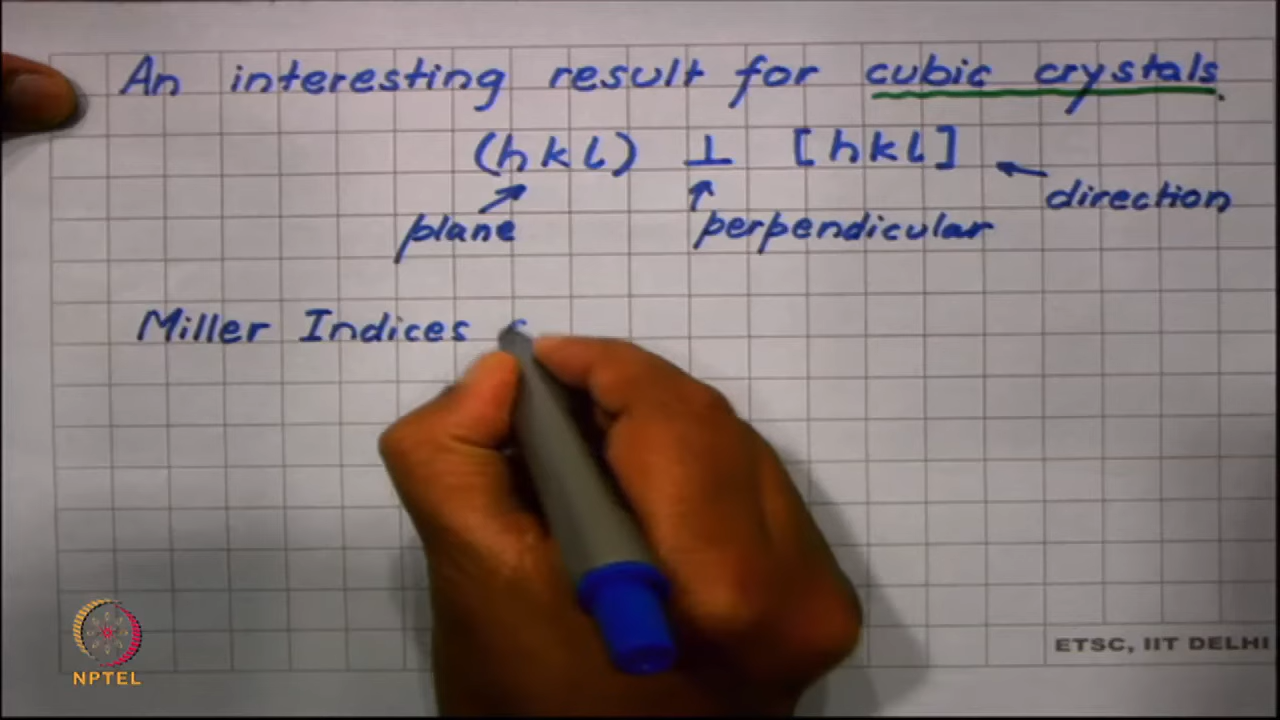 An interesting result for cubic crystals.
(hkl) ⊥ [hkl]
plane perpendicular direction
Miller Indices
NPTEL
ETSC, IIT DELHI